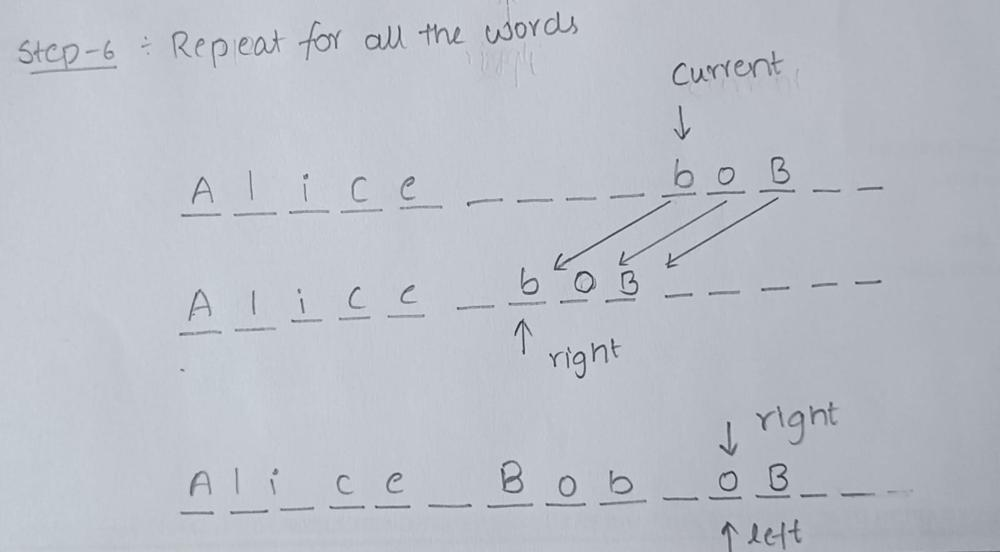 Step-6 ÷ Repeat for all the words
Current
↓
A l i c e _ _ _ _ b o B _ _
A l i c e _ b o B _ _ _ _ _
↑ right
↓ right
A l i c e _ B o b _ o B _ _
↑ left